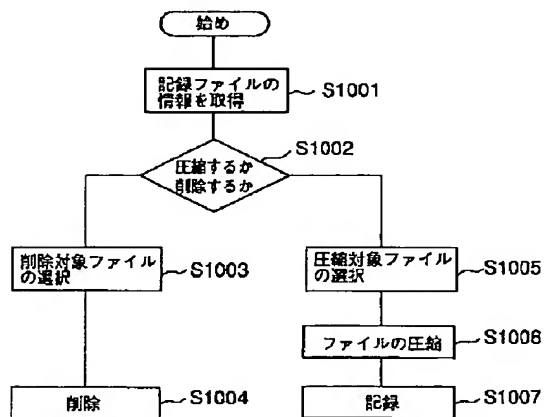 始め
記録ファイルの
情報を取得
S1001
S1002
圧縮するか
削除するか
削除対象ファイル
の選択
S1003
圧縮対象ファイル
の選択
S1005
ファイルの圧縮
S1006
削除
S1004
記録
S1007